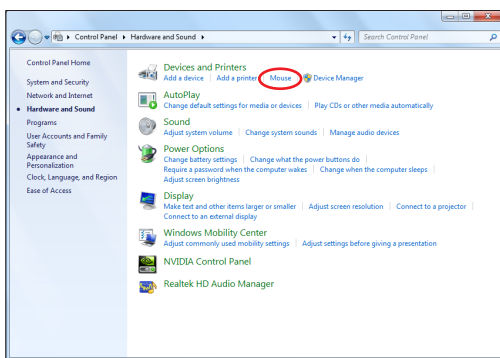 Control Panel Hardware and Sound Search Control Panel
Control Panel Home
System and Security
Network and Internet
Hardware and Sound
Programs
User Accounts and Family
Safety
Appearance and
Personalization
Clock, Language, and Region
Ease of Access
Devices and Printers
Add a device Add a printer Mouse Device Manager
AutoPlay
Change default settings for media or devices Play CDs or other media automatically
Sound
Adjust system volume Change system sounds Manage audio devices
Power Options
Change battery settings Change what the power buttons do
Require a password when the computer wakes Change when the computer sleeps
Adjust screen brightness
Display
Make text and other items larger or smaller Adjust screen resolution Connect to a projector
Connect to an external display
Windows Mobility Center
Adjust commonly used mobility settings Adjust settings before giving a presentation
NVIDIA Control Panel
Realtek HD Audio Manager